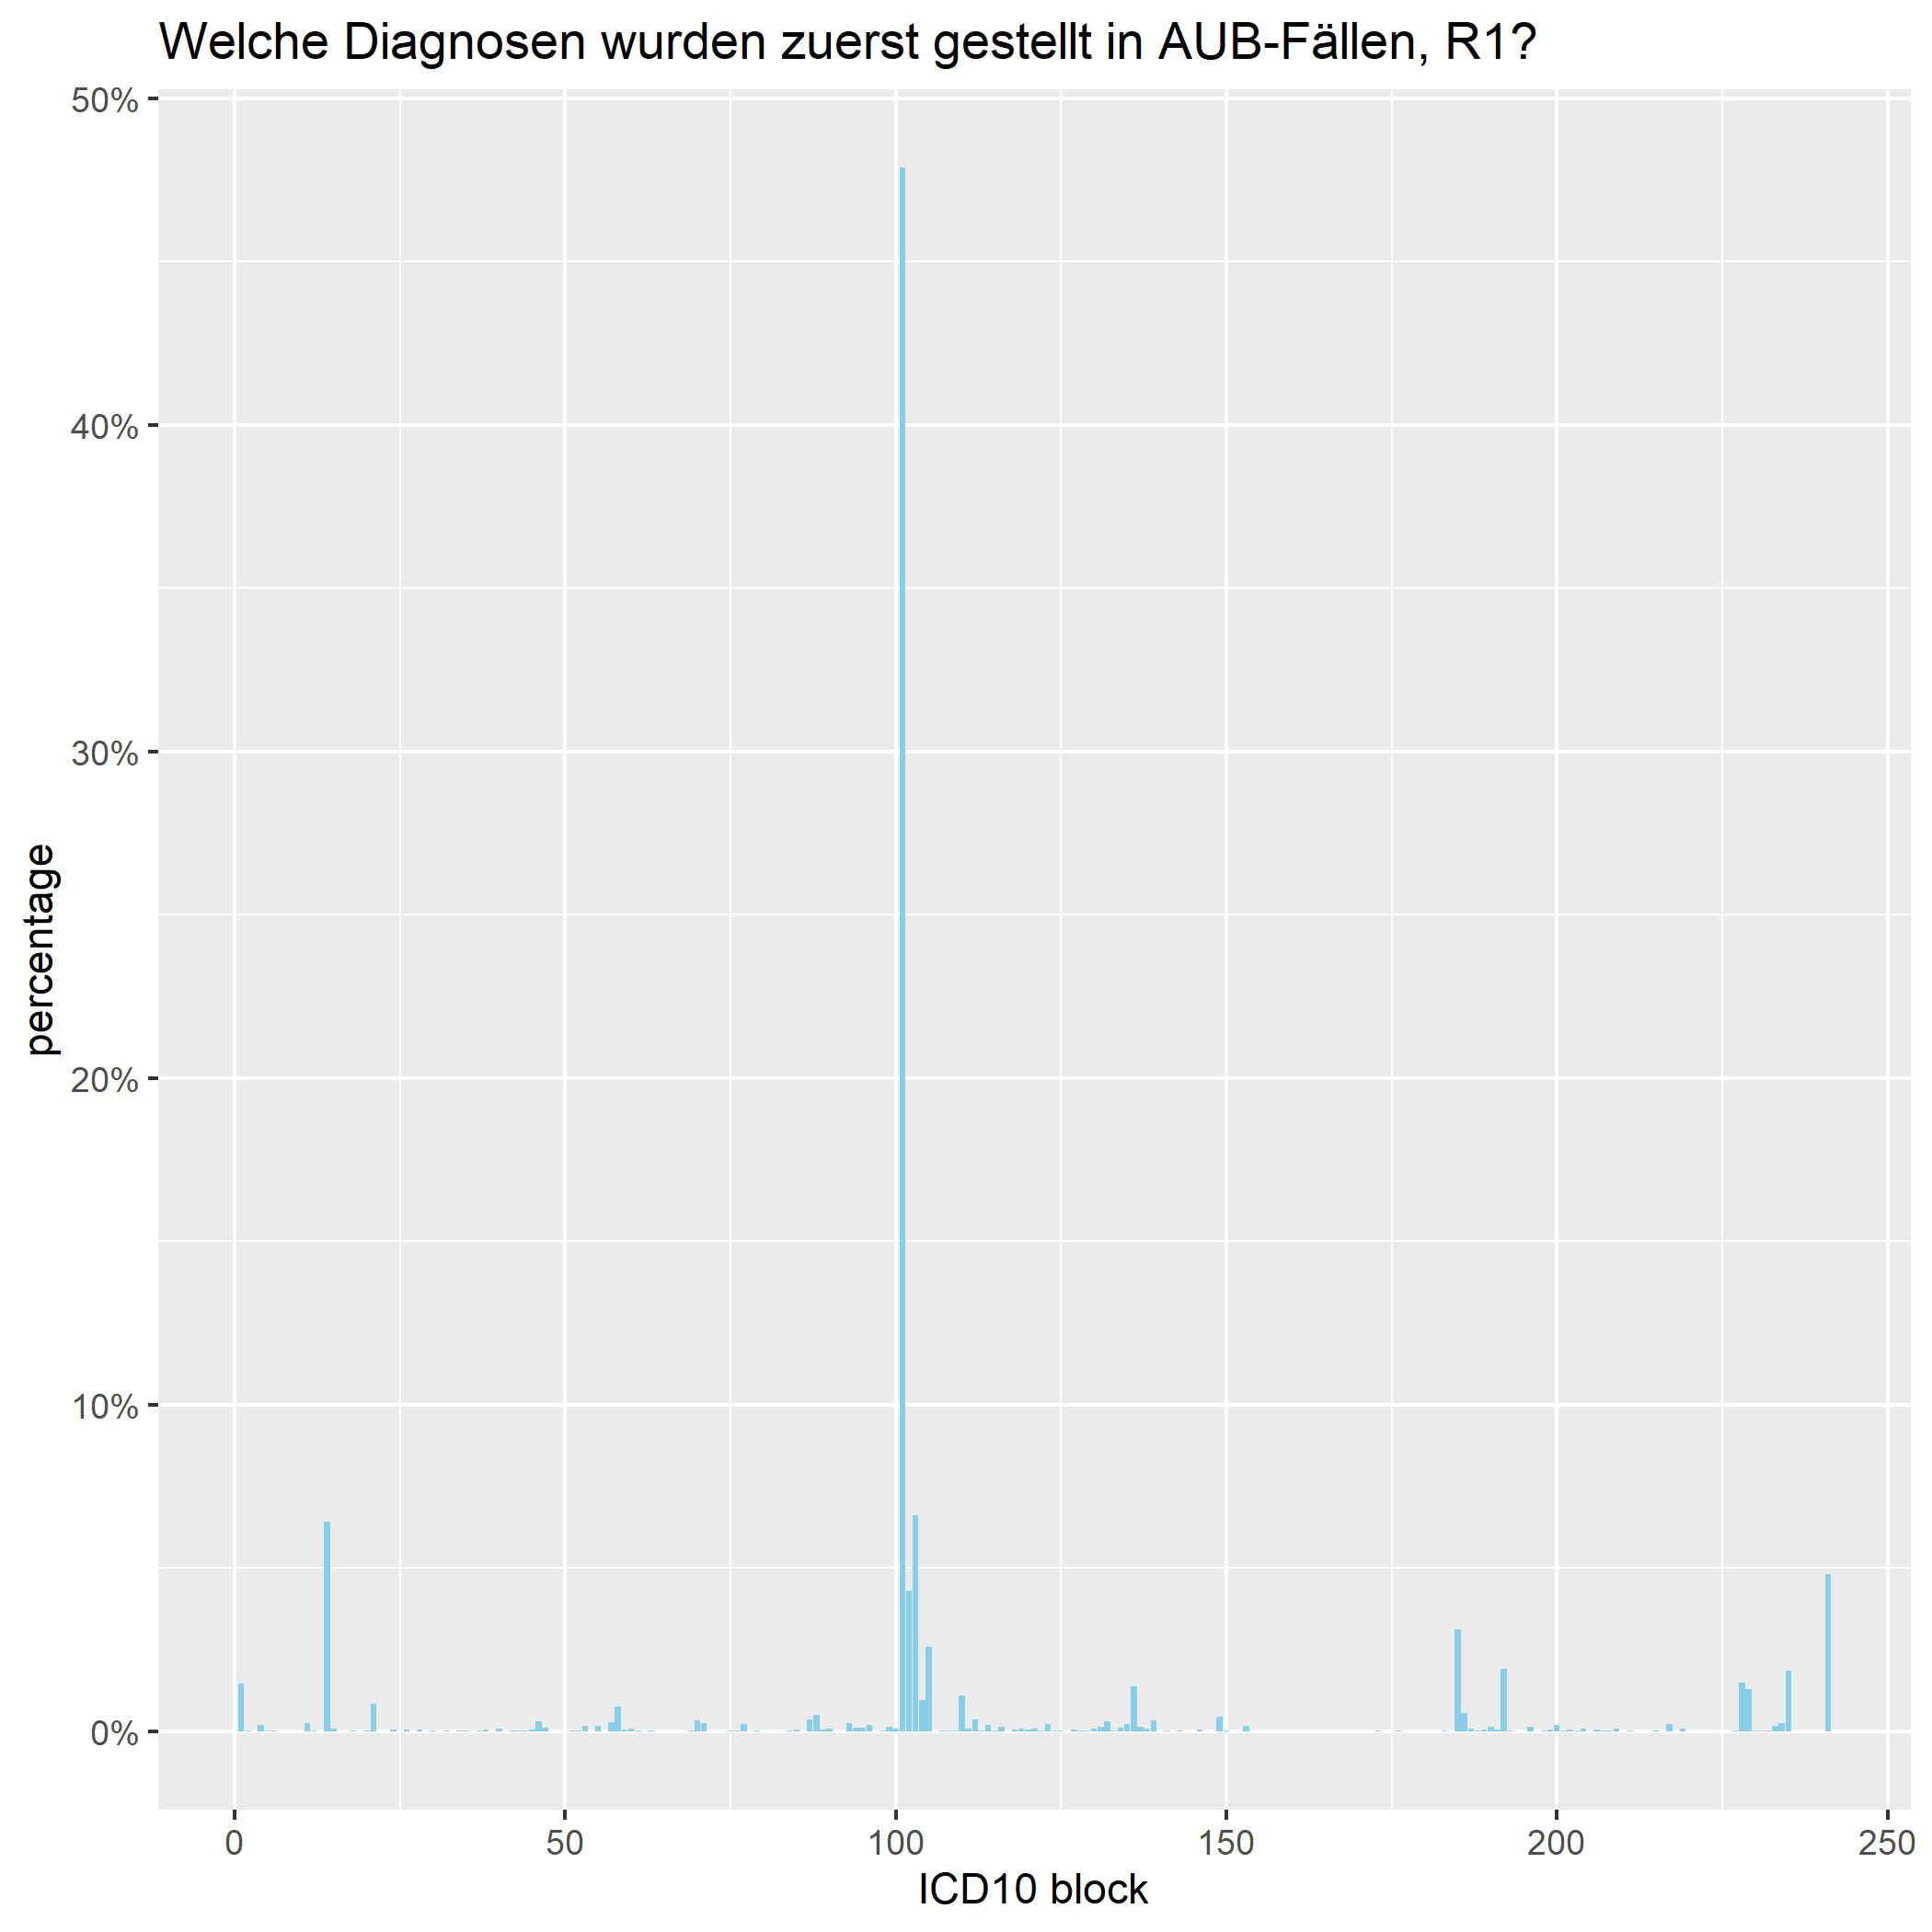 Welche Diagnosen wurden zuerst gestellt in AUB-Fällen, R1?
50%
40%
30%
20%
10%
0%
percentage
0 50 100 150 200 250
ICD10 block